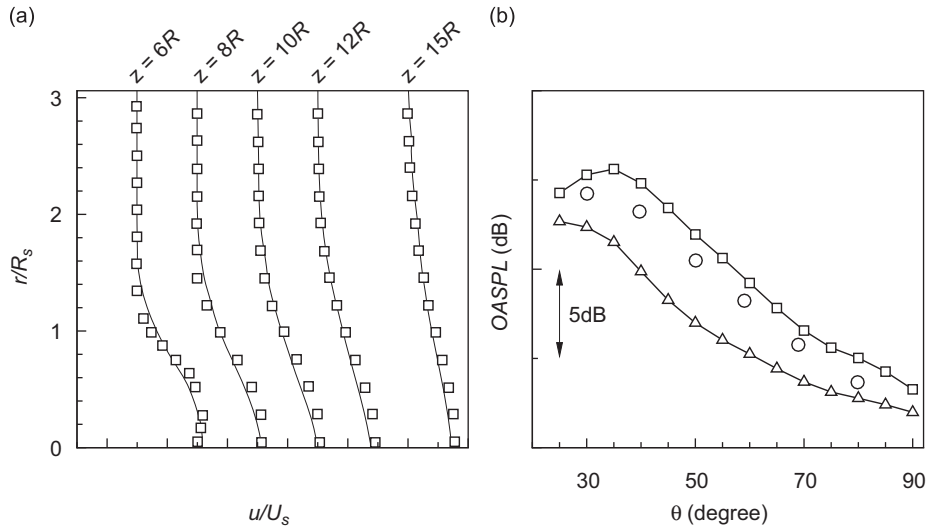 (a)
z = 6R
z = 8R
z = 10R
z = 12R
z = 15R
3
2
1
0
r/Rₛ
u/Uₛ
(b)
OASPL (dB)
5dB
30
50
70
90
θ (degree)